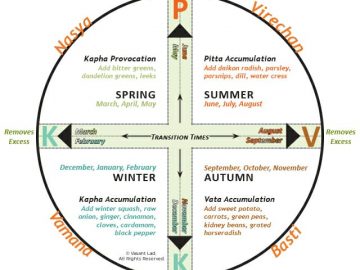 P
Nasya
Virechan
June
May
Kapha Provocation
Add bitter greens,
dandelion greens, leeks
Pitta Accumulation
Add daikon radish, parsley,
parsnips, dill, water cress
SPRING
March, April, May
SUMMER
June, July, August
Removes
Excess
K
March
February
TRANSITION TIMES
August
September
V
Removes
Excess
December, January, February
WINTER
September, October, November
AUTUMN
Kapha Accumulation
Add winter squash, raw
onion, ginger, cinnamon,
cloves, cardomon,
black pepper
Vata Accumulation
Add sweet potato,
carrots, green peas,
kidney beans, grated
horseradish
December
November
Vamana
Basti
© Vasant Lad.
All Rights Reserved.
K